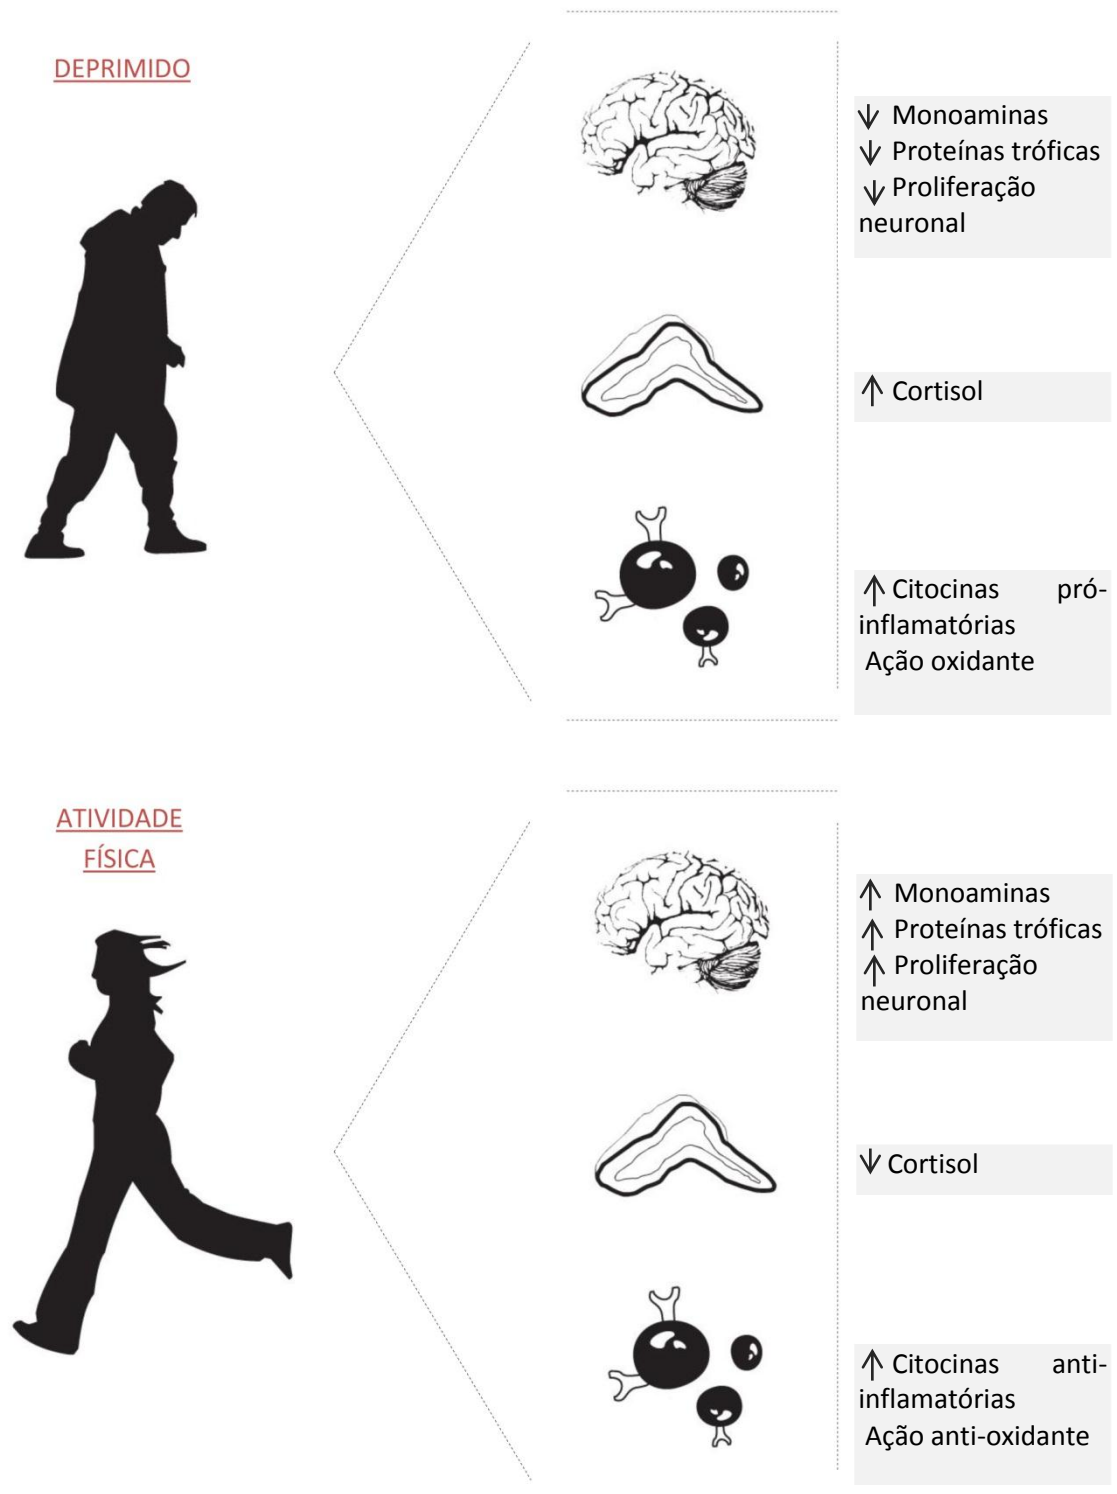 DEPRIMIDO
↓ Monoaminas
↓ Proteínas tróficas
↓ Proliferação
neuronal
↑ Cortisol
↑ Citocinas pró-
inflamatórias
Ação oxidante
ATIVIDADE
FÍSICA
↑ Monoaminas
↑ Proteínas tróficas
↑ Proliferação
neuronal
↓ Cortisol
↑ Citocinas anti-
inflamatórias
Ação anti-oxidante